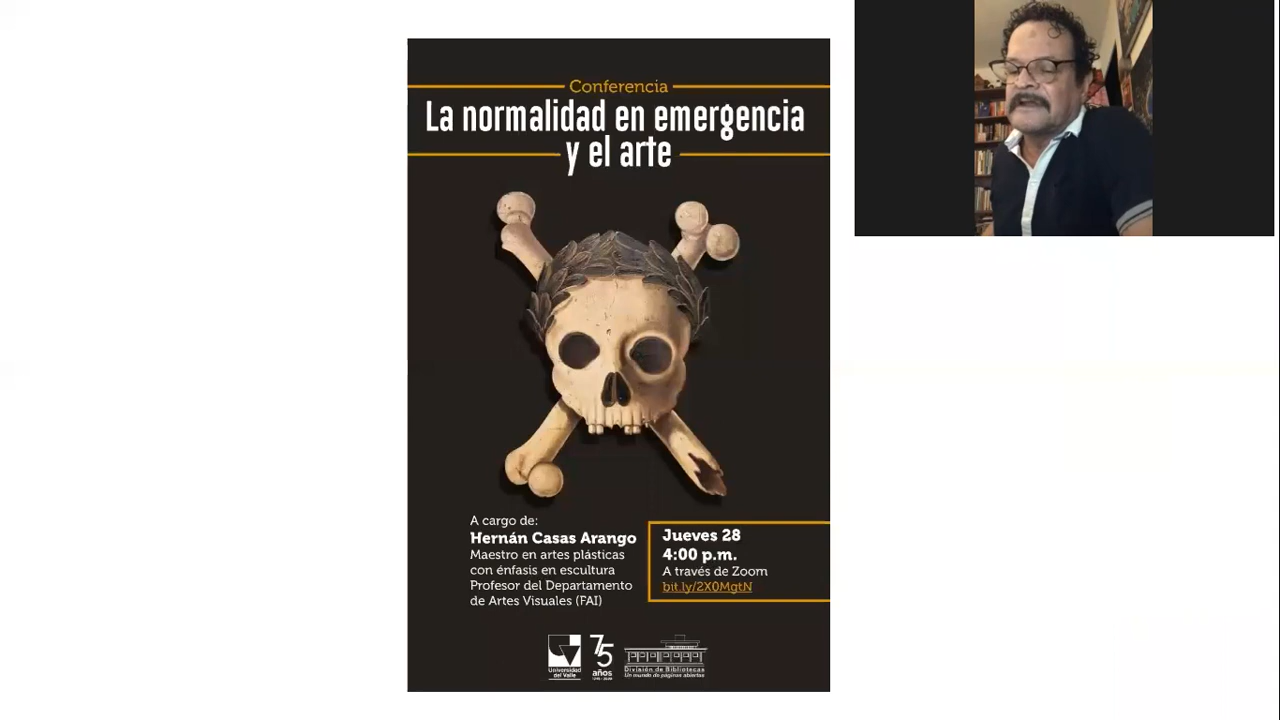 Conferencia
La normalidad en emergencia
y el arte
A cargo de:
Hernán Casas Arango
Maestro en artes plásticas
con énfasis en escultura
Profesor del Departamento
de Artes Visuales (FAI)
Jueves 28
4:00 p.m.
A través de Zoom
bit.ly/2X0MgtN
Universidad
del Valle
75
años
División de Bibliotecas
Un mundo de páginas abiertas